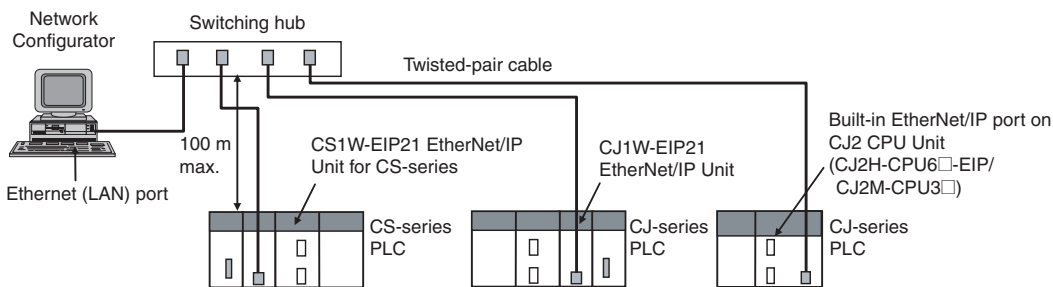 Network
Configurator
Switching hub
Twisted-pair cable
100 m
max.
CS1W-EIP21 EtherNet/IP
Unit for CS-series
CJ1W-EIP21
EtherNet/IP Unit
Built-in EtherNet/IP port on
CJ2 CPU Unit
(CJ2H-CPU6□-EIP/
CJ2M-CPU3□)
Ethernet (LAN) port
CS-series
PLC
CJ-series
PLC
CJ-series
PLC